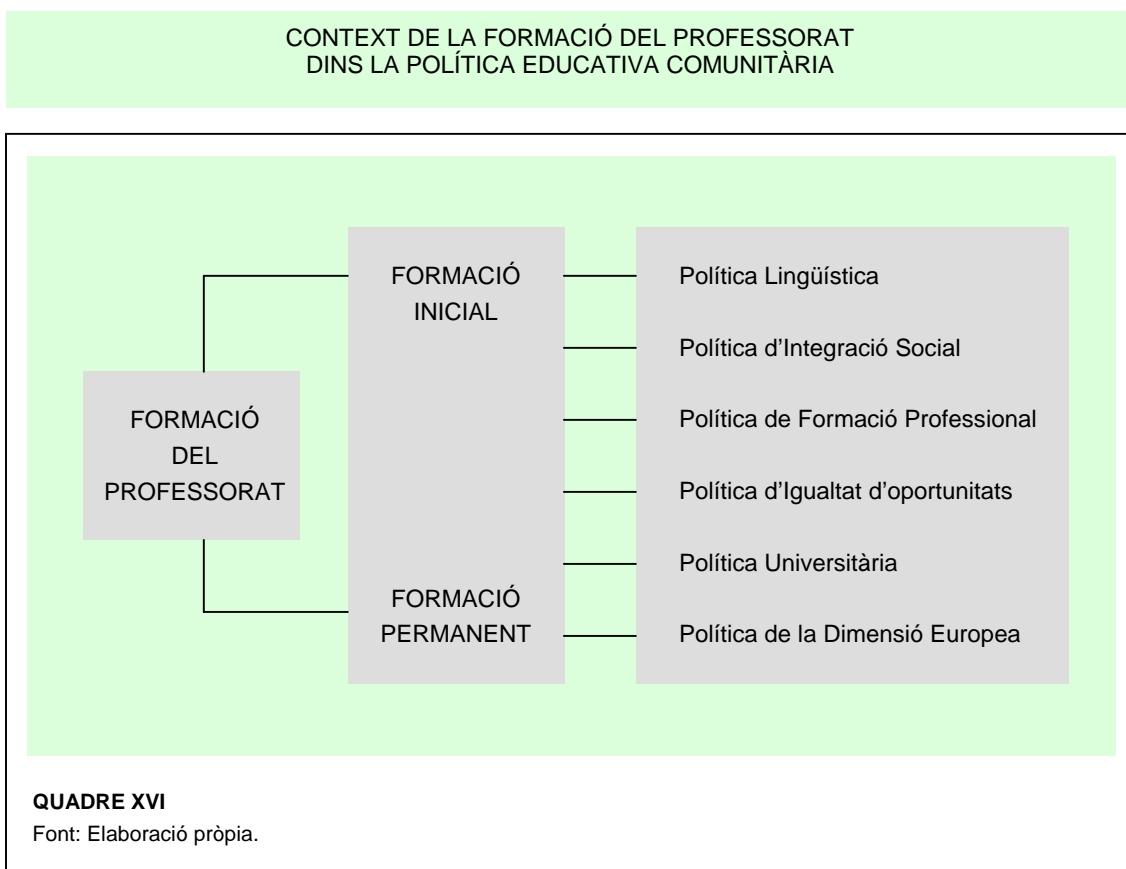 CONTEXT DE LA FORMACIÓ DEL PROFESSORAT
DINS LA POLÍTICA EDUCATIVA COMUNITÀRIA
FORMACIÓ
DEL
PROFESSORAT
FORMACIÓ
INICIAL
FORMACIÓ
PERMANENT
Política Lingüística
Política d’Integració Social
Política de Formació Professional
Política d’Igualtat d’oportunitats
Política Universitària
Política de la Dimensió Europea
QUADRE XVI
Font: Elaboració pròpia.